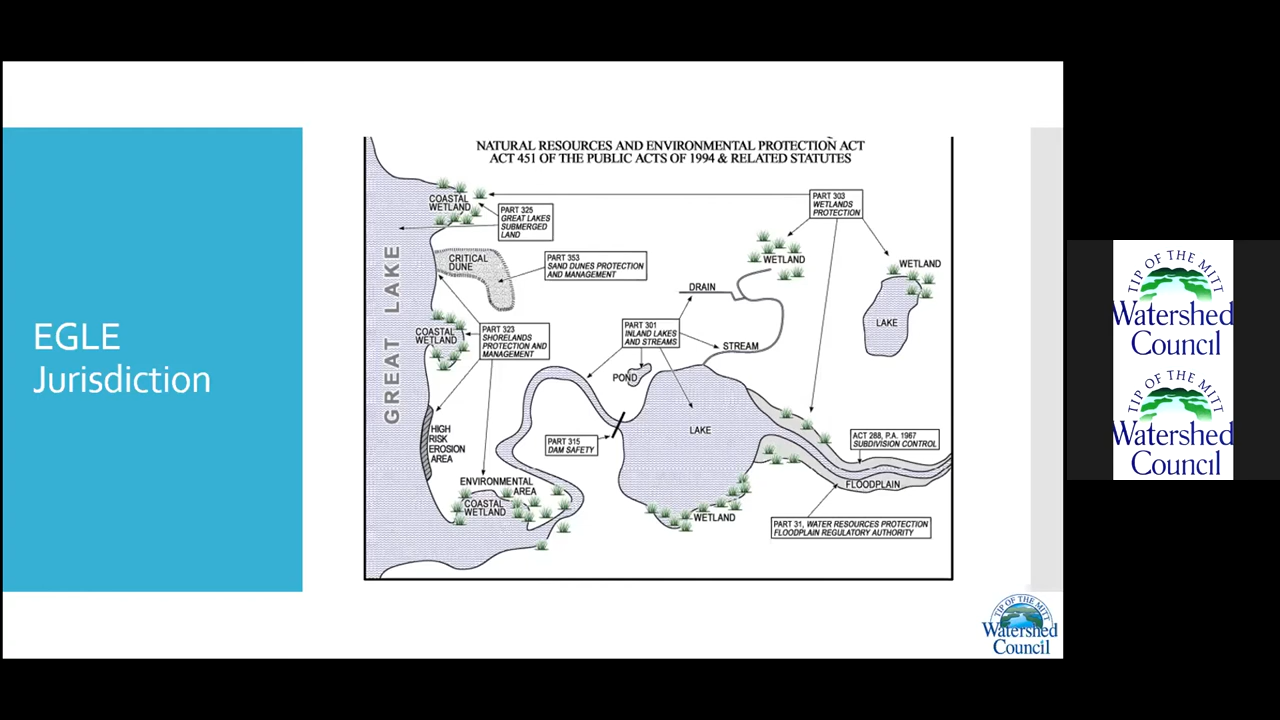 EGLE
Jurisdiction
NATURAL RESOURCES AND ENVIRONMENTAL PROTECTION ACT
ACT 451 OF THE PUBLIC ACTS OF 1994 & RELATED STATUTES
GREAT LAKE
COASTAL
WETLAND
PART 325
GREAT LAKES
SUBMERGED
LAND
PART 303
WETLANDS
PROTECTION
CRITICAL
DUNE
PART 353
SAND DUNES PROTECTION
AND MANAGEMENT
WETLAND
WETLAND
LAKE
DRAIN
COASTAL
WETLAND
PART 323
SHORELANDS
PROTECTION AND
MANAGEMENT
PART 301
INLAND LAKES
AND STREAMS
STREAM
POND
LAKE
HIGH
RISK
EROSION
AREA
PART 315
DAM SAFETY
ACT 288, P.A. 1967
SUBDIVISION CONTROL
FLOODPLAIN
ENVIRONMENTAL
AREA
COASTAL
WETLAND
WETLAND
PART 31, WATER RESOURCES PROTECTION
FLOODPLAIN REGULATORY AUTHORITY
TIP OF THE MITT
Watershed
Council
TIP OF THE MITT
Watershed
Council
TIP OF THE MITT
Watershed
Council